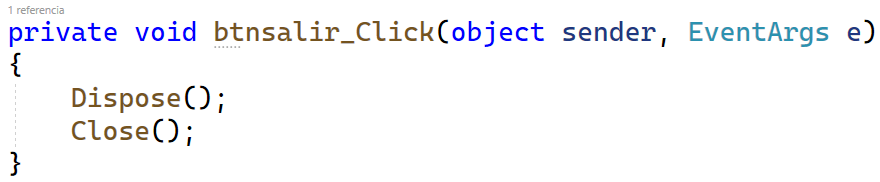 1 referencia
private void btnsalir_Click(object sender, EventArgs e)
{
    Dispose();
    Close();
}